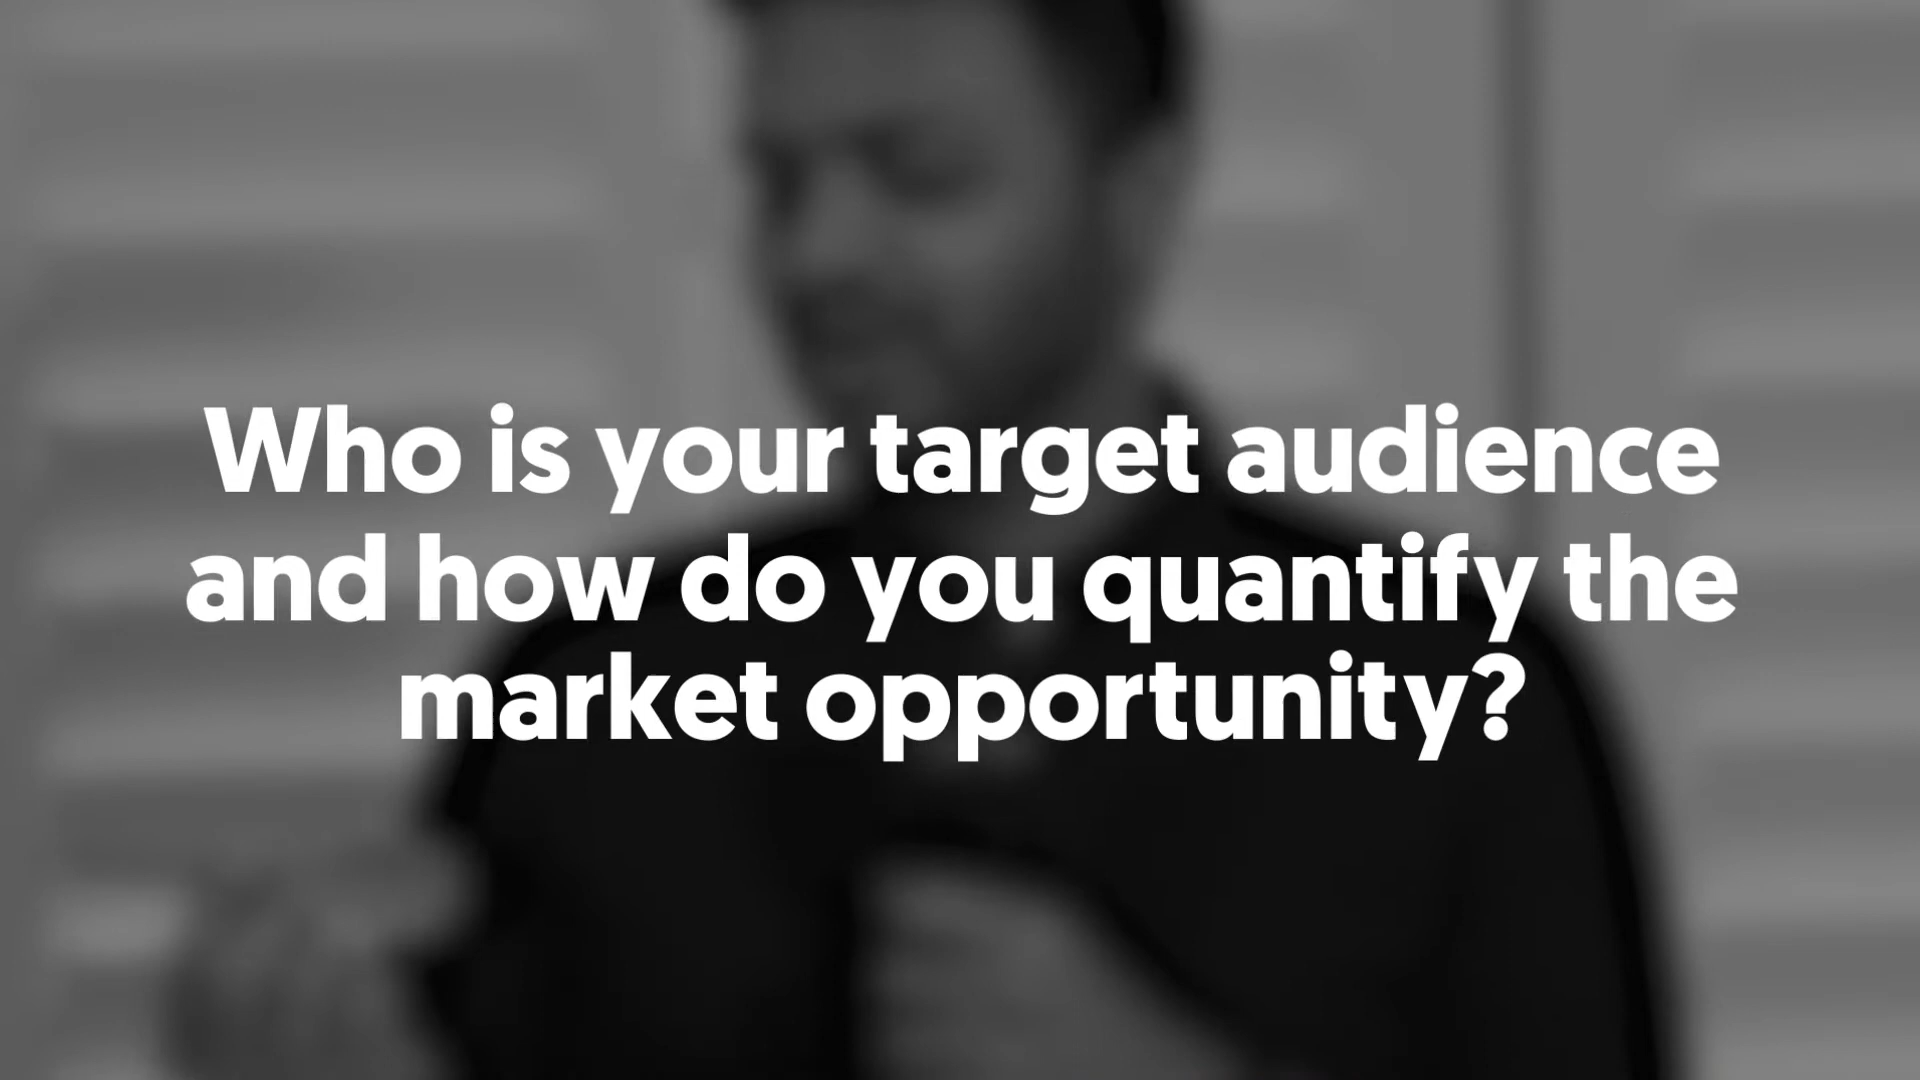 Who is your target audience
and how do you quantify the
market opportunity?